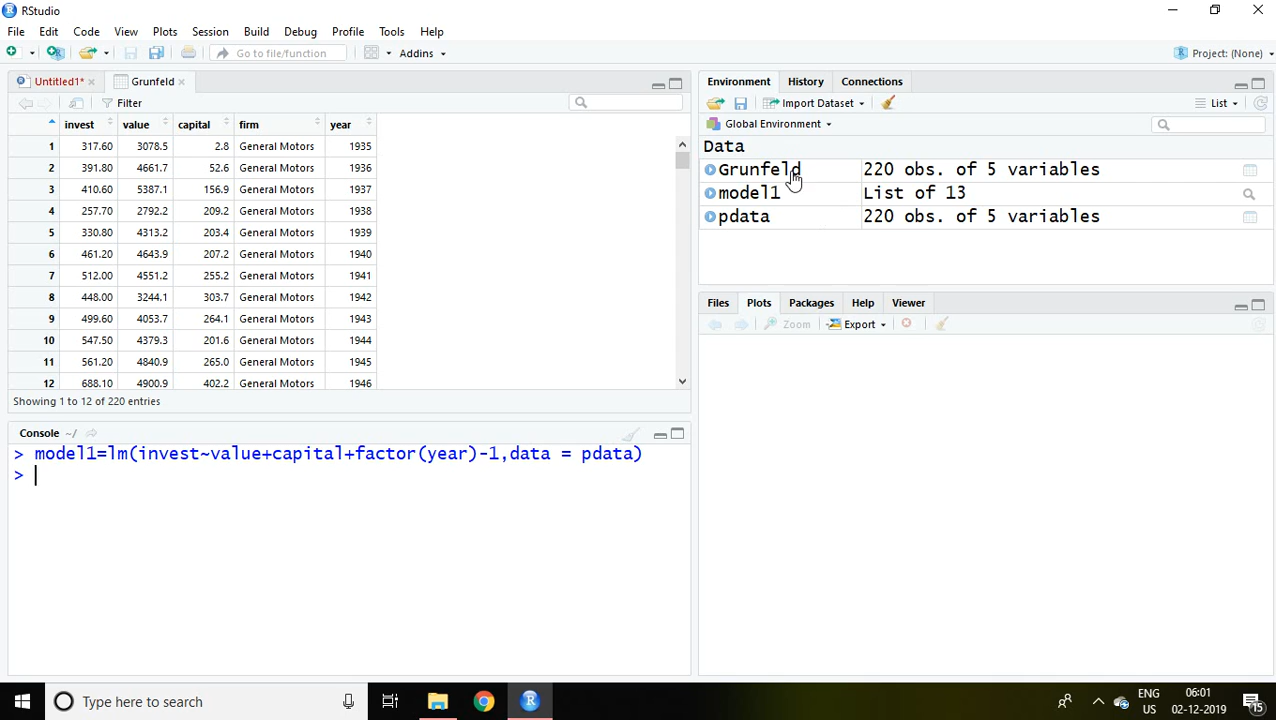 RStudio
File Edit Code View Plots Session Build Debug Profile Tools Help
Go to file/function Addins Project: (None)
Untitled1* Grunfeld
Filter
invest value capital firm year
1 317.60 3078.5 2.8 General Motors 1935
2 391.80 4661.7 52.6 General Motors 1936
3 410.60 5387.1 156.9 General Motors 1937
4 257.70 2792.2 209.2 General Motors 1938
5 330.80 4313.2 203.4 General Motors 1939
6 461.20 4643.9 207.2 General Motors 1940
7 512.00 4551.2 255.2 General Motors 1941
8 448.00 3244.1 303.7 General Motors 1942
9 499.60 4053.7 264.1 General Motors 1943
10 547.50 4379.3 201.6 General Motors 1944
11 561.20 4840.9 265.0 General Motors 1945
12 688.10 4900.9 402.2 General Motors 1946
Showing 1 to 12 of 220 entries
Console ~/
> model1=lm(invest~value+capital+factor(year)-1,data = pdata)
>
Environment History Connections
Import Dataset List
Global Environment
Data
Grunfeld 220 obs. of 5 variables
model1 List of 13
pdata 220 obs. of 5 variables
Files Plots Packages Help Viewer
Zoom Export
Type here to search
ENG
US
06:01
02-12-2019
15